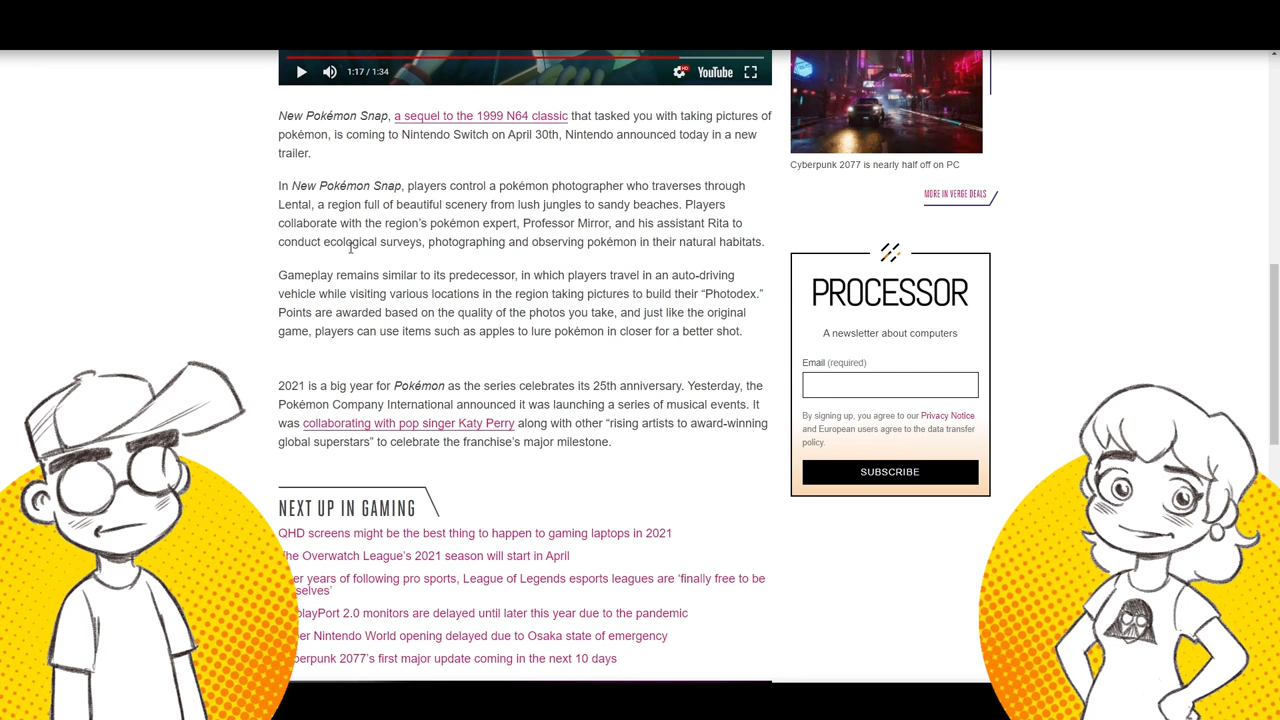 1:17 / 1:34
HD
YouTube
New Pokémon Snap, a sequel to the 1999 N64 classic that tasked you with taking pictures of
pokémon, is coming to Nintendo Switch on April 30th, Nintendo announced today in a new
trailer.
In New Pokémon Snap, players control a pokémon photographer who traverses through
Lental, a region full of beautiful scenery from lush jungles to sandy beaches. Players
collaborate with the region's pokémon expert, Professor Mirror, and his assistant Rita to
conduct ecological surveys, photographing and observing pokémon in their natural habitats.
Gameplay remains similar to its predecessor, in which players travel in an auto-driving
vehicle while visiting various locations in the region taking pictures to build their “Photodex.”
Points are awarded based on the quality of the photos you take, and just like the original
game, players can use items such as apples to lure pokémon in closer for a better shot.
2021 is a big year for Pokémon as the series celebrates its 25th anniversary. Yesterday, the
Pokémon Company International announced it was launching a series of musical events. It
was collaborating with pop singer Katy Perry along with other “rising artists to award-winning
global superstars” to celebrate the franchise's major milestone.
NEXT UP IN GAMING
QHD screens might be the best thing to happen to gaming laptops in 2021
he Overwatch League's 2021 season will start in April
er years of following pro sports, League of Legends esports leagues are ‘finally free to be
selves’
playPort 2.0 monitors are delayed until later this year due to the pandemic
er Nintendo World opening delayed due to Osaka state of emergency
berpunk 2077's first major update coming in the next 10 days
Cyberpunk 2077 is nearly half off on PC
MORE IN VERGE DEALS
PROCESSOR
A newsletter about computers
Email (required)
By signing up, you agree to our Privacy Notice
and European users agree to the data transfer
policy.
SUBSCRIBE